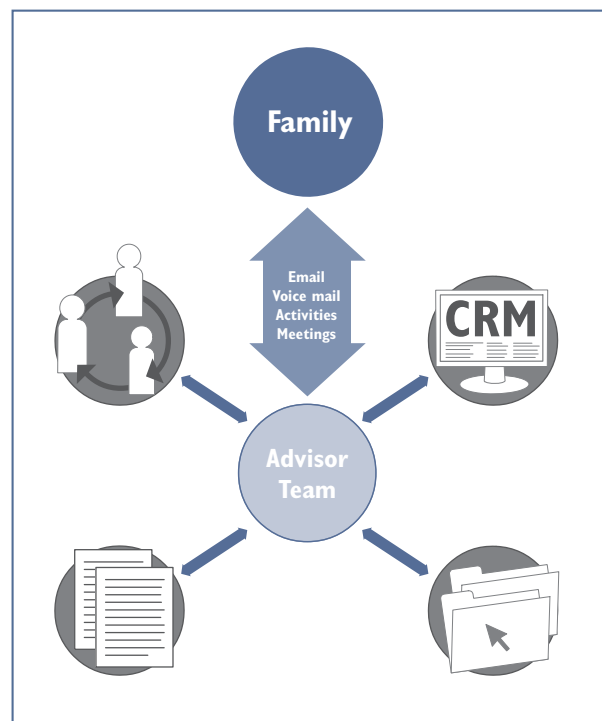 Family
Email
Voice mail
Activities
Meetings
CRM
Advisor
Team